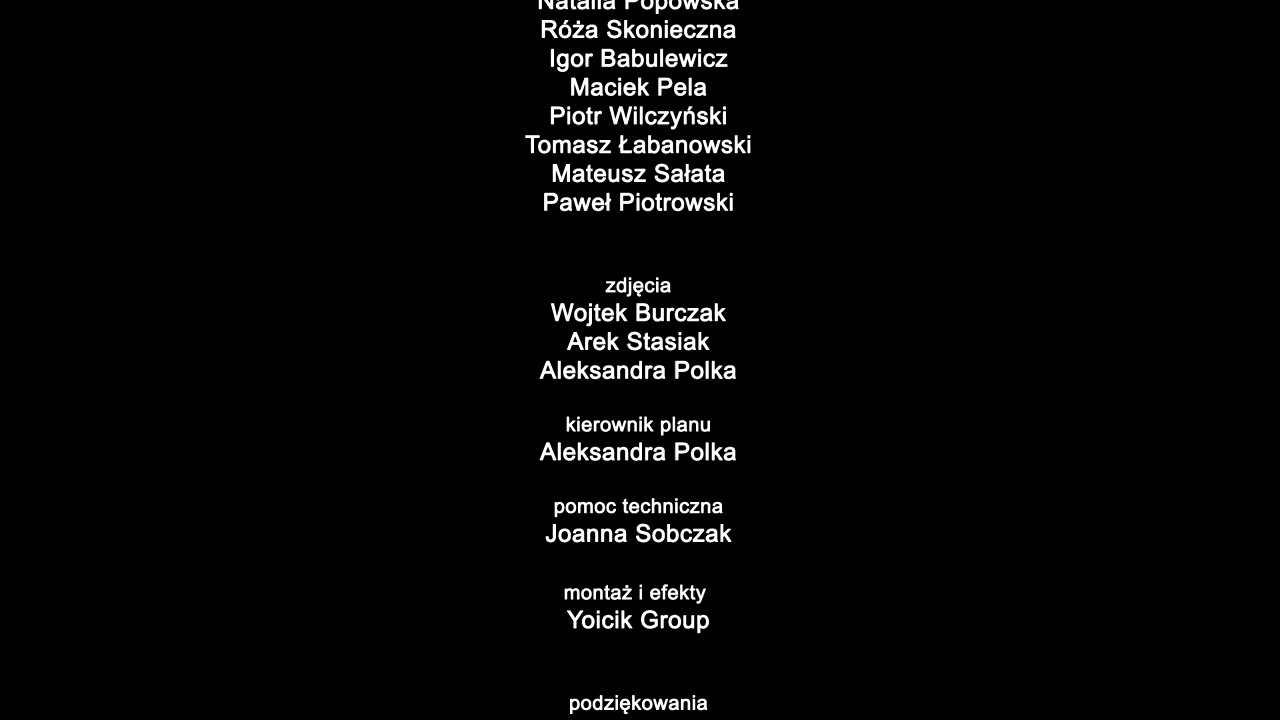 Natalia Popowska
Róża Skonieczna
Igor Babulewicz
Maciek Pela
Piotr Wilczyński
Tomasz Łabanowski
Mateusz Sałata
Paweł Piotrowski
zdjęcia
Wojtek Burczak
Arek Stasiak
Aleksandra Polka
kierownik planu
Aleksandra Polka
pomoc techniczna
Joanna Sobczak
montaż i efekty
Yoicik Group
podziękowania